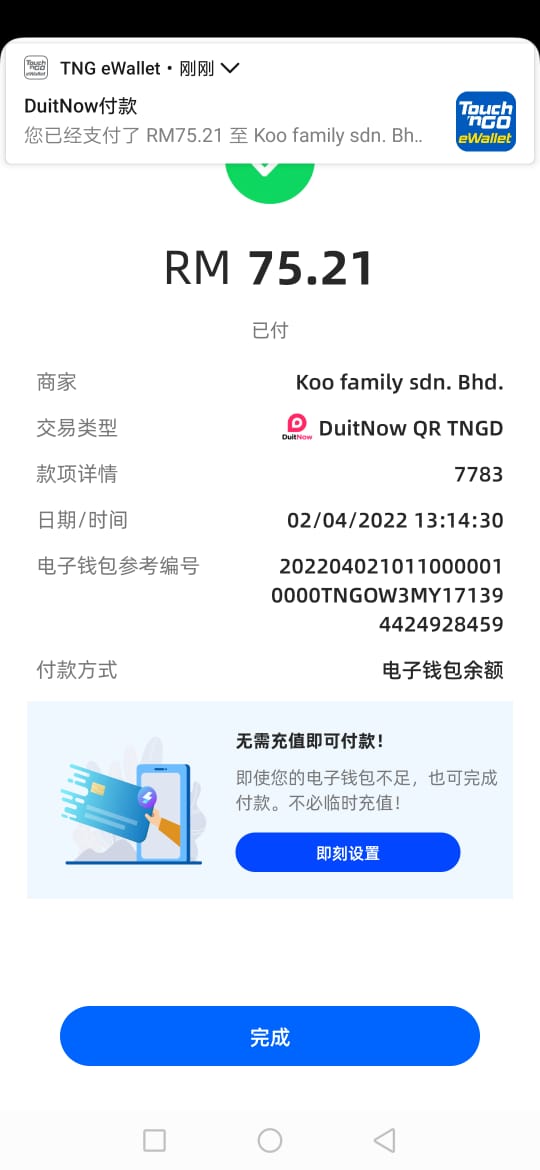 TNG eWallet • 刚刚
DuitNow付款
您已经支付了 RM75.21 至 Koo family sdn. Bh..
Touch 'nGO eWallet
RM 75.21
已付
商家 Koo family sdn. Bhd.
交易类型 DuitNow DuitNow QR TNGD
款项详情 7783
日期/时间 02/04/2022 13:14:30
电子钱包参考编号 202204021011000001
0000TNGOW3MY17139
4424928459
付款方式 电子钱包余额
无需充值即可付款!
即使您的电子钱包不足，也可完成
付款。不必临时充值!
即刻设置
完成